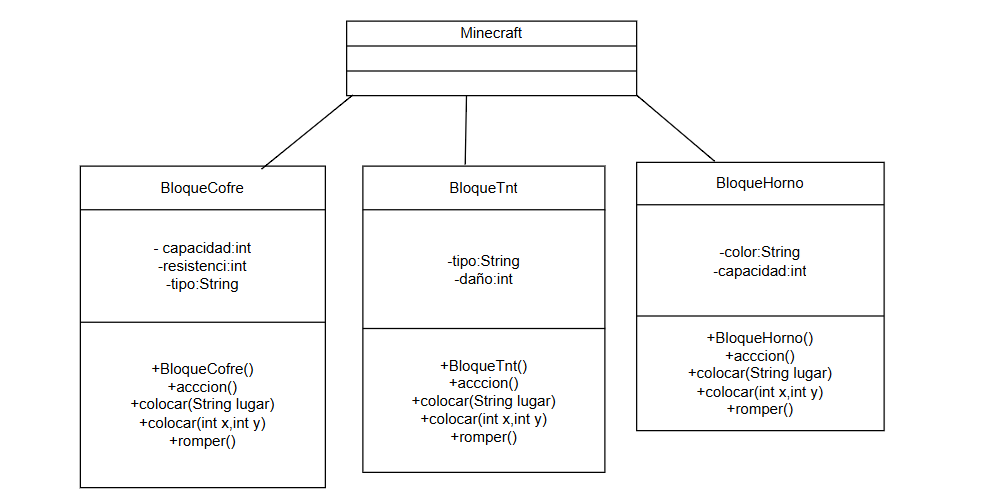 Minecraft
BloqueCofre
- capacidad:int
-resistenci:int
-tipo:String
+BloqueCofre()
+acccion()
+colocar(String lugar)
+colocar(int x,int y)
+romper()
BloqueTnt
-tipo:String
-daño:int
+BloqueTnt()
+acccion()
+colocar(String lugar)
+colocar(int x,int y)
+romper()
BloqueHorno
-color:String
-capacidad:int
+BloqueHorno()
+acccion()
+colocar(String lugar)
+colocar(int x,int y)
+romper()